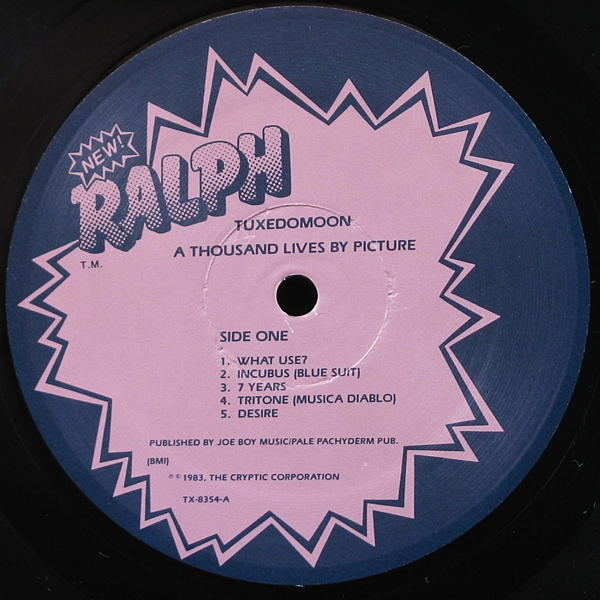 NEW!
RALPH
T.M.
TUXEDOMOON
A THOUSAND LIVES BY PICTURE
SIDE ONE
1. WHAT USE?
2. INCUBUS (BLUE SUIT)
3. 7 YEARS
4. TRITONE (MUSICA DIABLO)
5. DESIRE
PUBLISHED BY JOE BOY MUSIC/PALE PACHYDERM PUB.
(BMI)
℗ © 1983, THE CRYPTIC CORPORATION
TX-8354-A